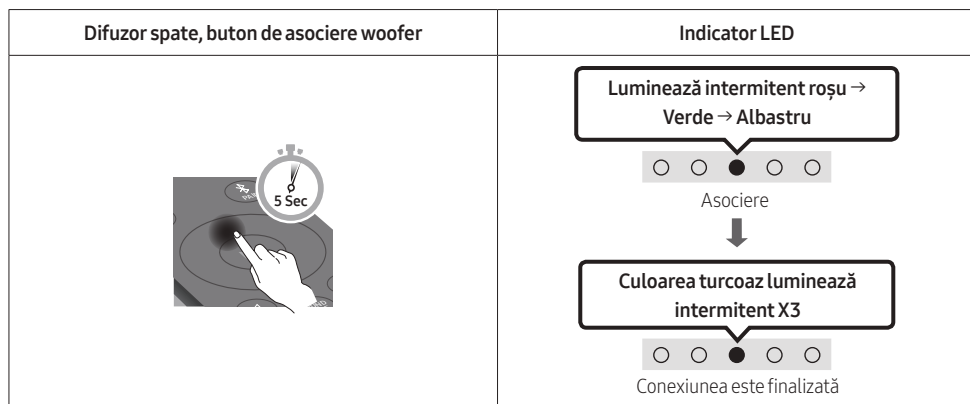 Difuzor spate, buton de asociere woofer
Indicator LED
5 Sec
Luminează intermitent roșu →
Verde → Albastru
Asociere
Culoarea turcoaz luminează
intermitent X3
Conexiunea este finalizată